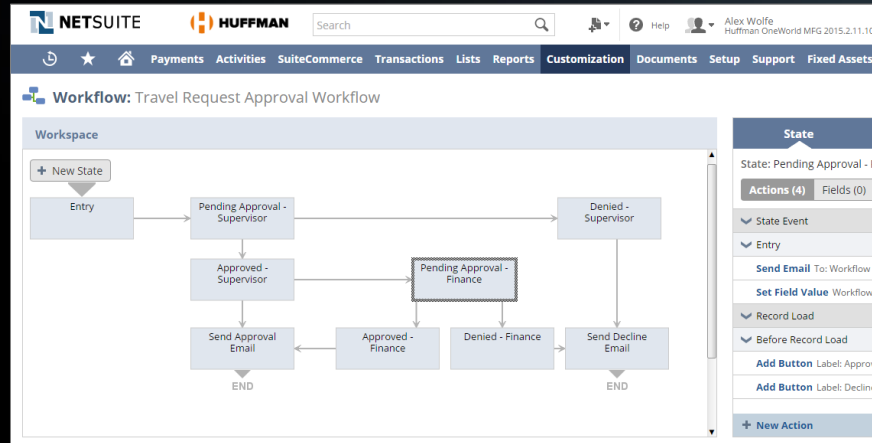 NETSUITE
HUFFMAN
Search
Help
Alex Wolfe
Huffman OneWorld MFG 2015.2.11.10
Payments Activities SuiteCommerce Transactions Lists Reports Customization Documents Setup Support Fixed Assets
Workflow: Travel Request Approval Workflow
Workspace
+ New State
Entry
Pending Approval -
Supervisor
Denied -
Supervisor
Approved -
Supervisor
Pending Approval -
Finance
Send Approval
Email
Approved -
Finance
Denied - Finance
Send Decline
Email
END
END
State
State: Pending Approval -
Actions (4) Fields (0)
State Event
Entry
Send Email To: Workflow
Set Field Value Workflow
Record Load
Before Record Load
Add Button Label: Approv
Add Button Label: Decline
+ New Action